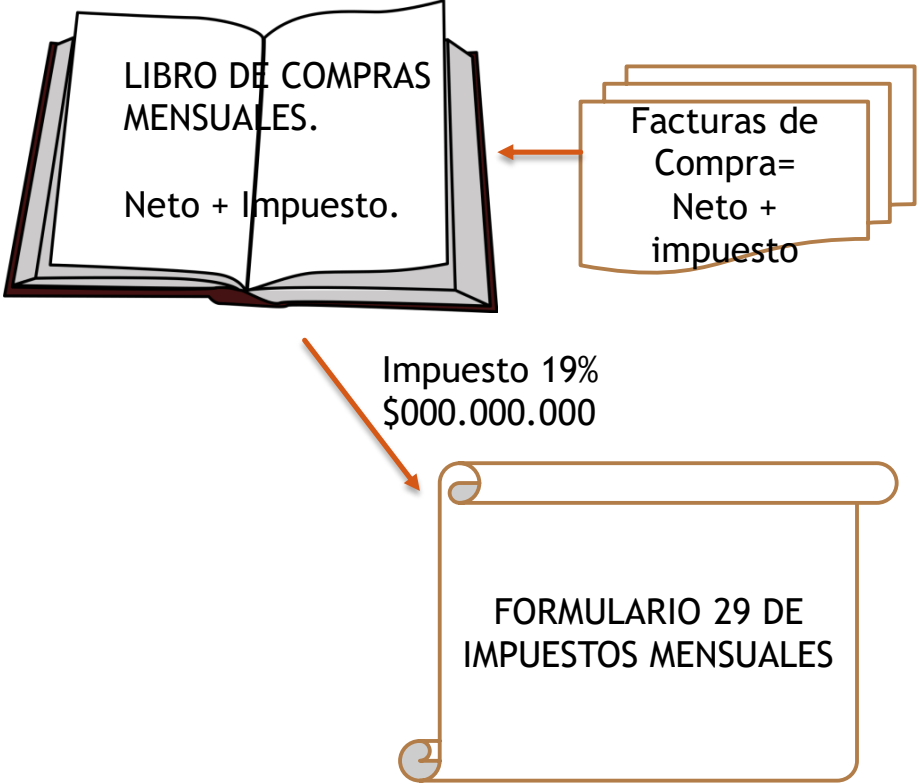 LIBRO DE COMPRAS
MENSUALES.
Neto + Impuesto.
Facturas de
Compra=
Neto +
impuesto
Impuesto 19%
$000.000.000
FORMULARIO 29 DE
IMPUESTOS MENSUALES